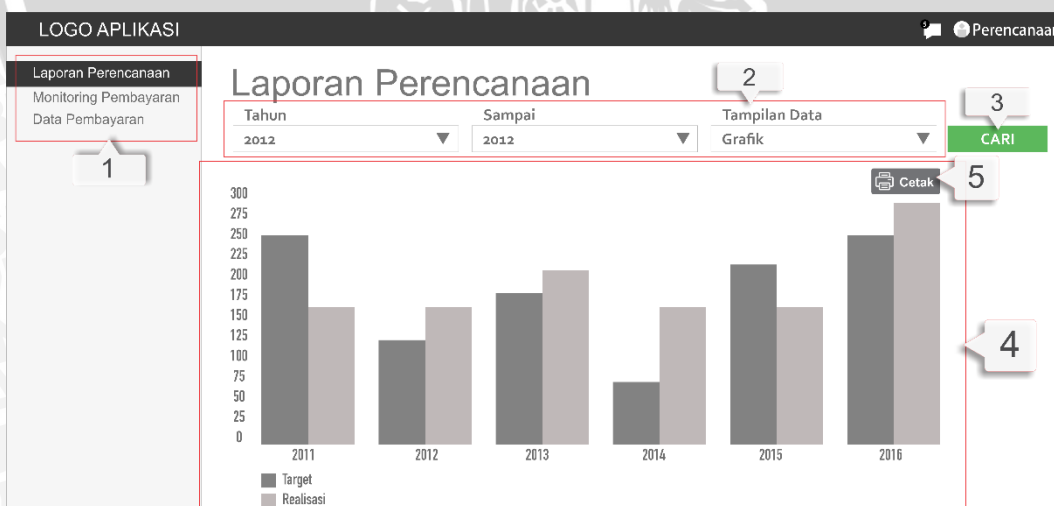 LOGO APLIKASI
Perencanaan
Laporan Perencanaan
Monitoring Pembayaran
Data Pembayaran
1
Laporan Perencanaan
2
Tahun Sampai Tampilan Data
2012 2012 Grafik
3
CARI
Cetak
5
300
275
250
225
200
175
150
125
100
75
50
25
0
4
2011 2012 2013 2014 2015 2016
Target
Realisasi